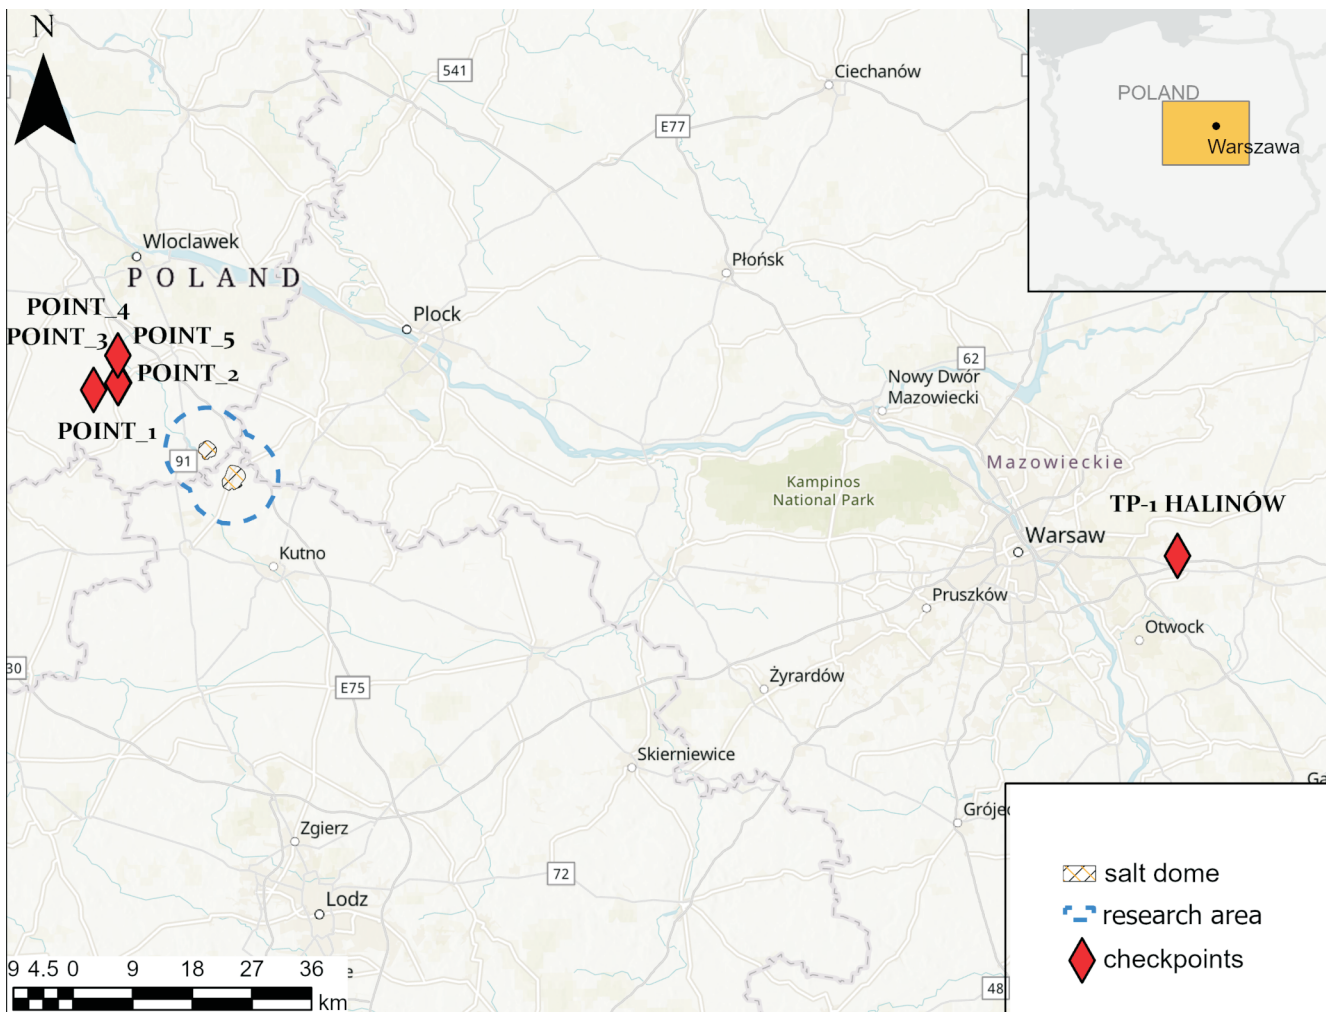 N
541
Ciechanów
POLAND
Warszawa
E77
Wloclawek
POLAND
Płońsk
POINT_4
POINT_3
POINT_5
Plock
POINT_2
62
Nowy Dwór
Mazowiecki
POINT_1
91
Mazowieckie
Kampinos
National Park
TP-1 HALINÓW
Warsaw
Kutno
Pruszków
Otwock
30
E75
Żyrardów
Skierniewice
Zgierz
72
Lodz
48
salt dome
research area
checkpoints
9 4.5 0 9 18 27 36
km